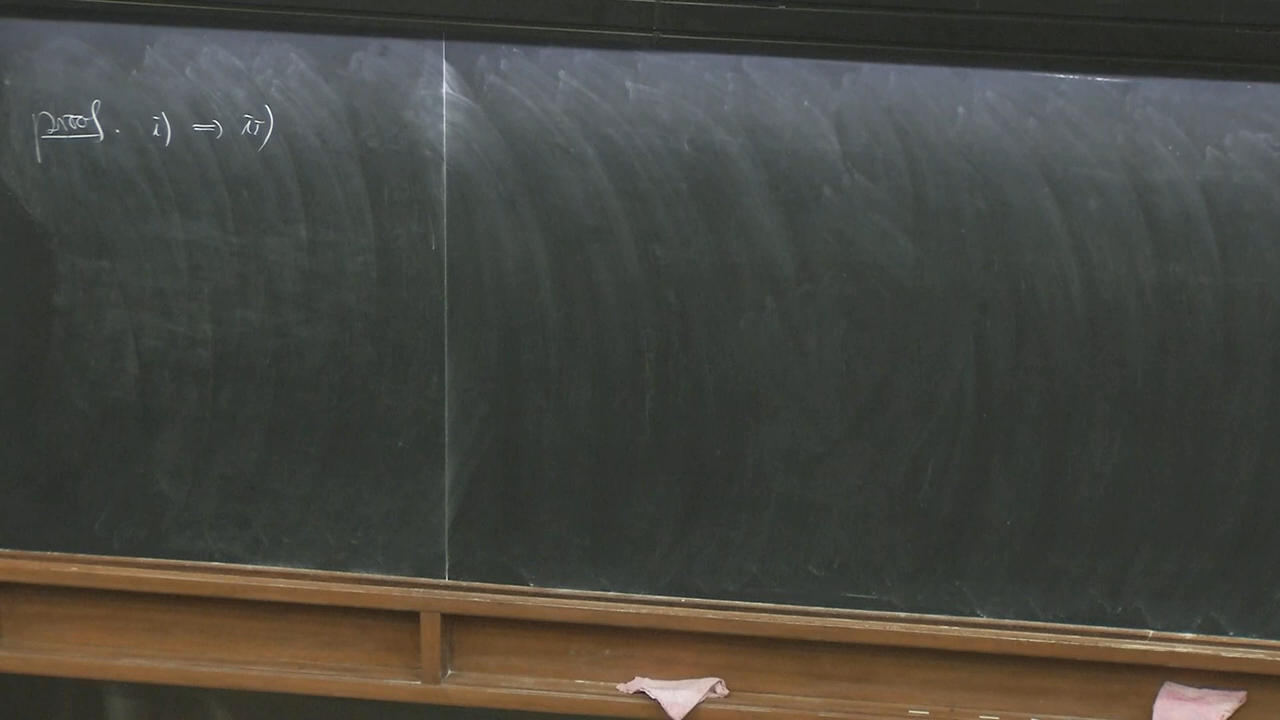 proof. i) ⇒ ii)